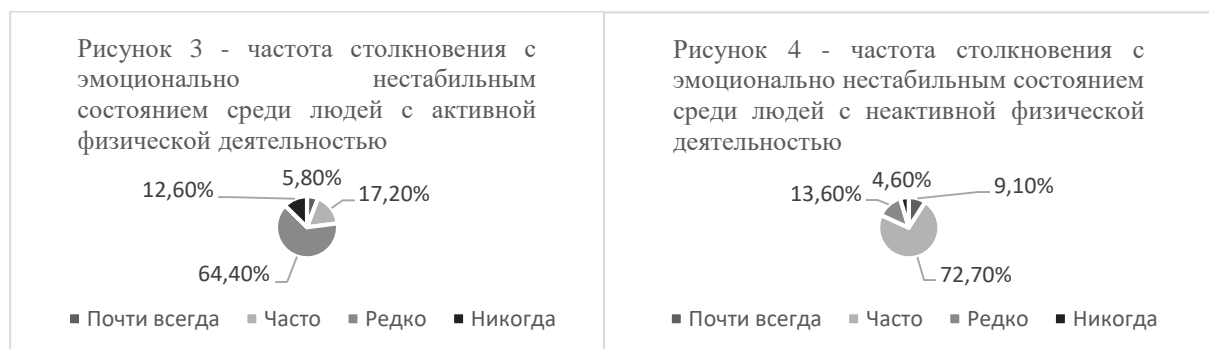 Рисунок 3 - частота столкновения с
эмоционально нестабильным
состоянием среди людей с активной
физической деятельностью
12,60%
5,80%
17,20%
64,40%
Почти всегда Часто Редко Никогда
Рисунок 4 - частота столкновения с
эмоционально нестабильным состоянием
среди людей с неактивной физической
деятельностью
13,60%
4,60%
9,10%
72,70%
Почти всегда Часто Редко Никогда